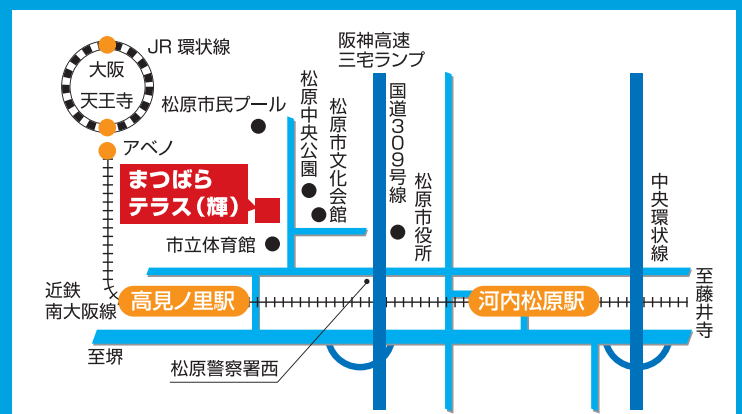 JR 環状線
大阪
天王寺
アベノ
松原市民プール
松原中央公園
松原市文化会館
阪神高速
三宅ランプ
国道309号線
松原市役所
中央環状線
まつばら
テラス(輝)
市立体育館
近鉄
南大阪線
高見ノ里駅
河内松原駅
至藤井寺
至堺
松原警察署西